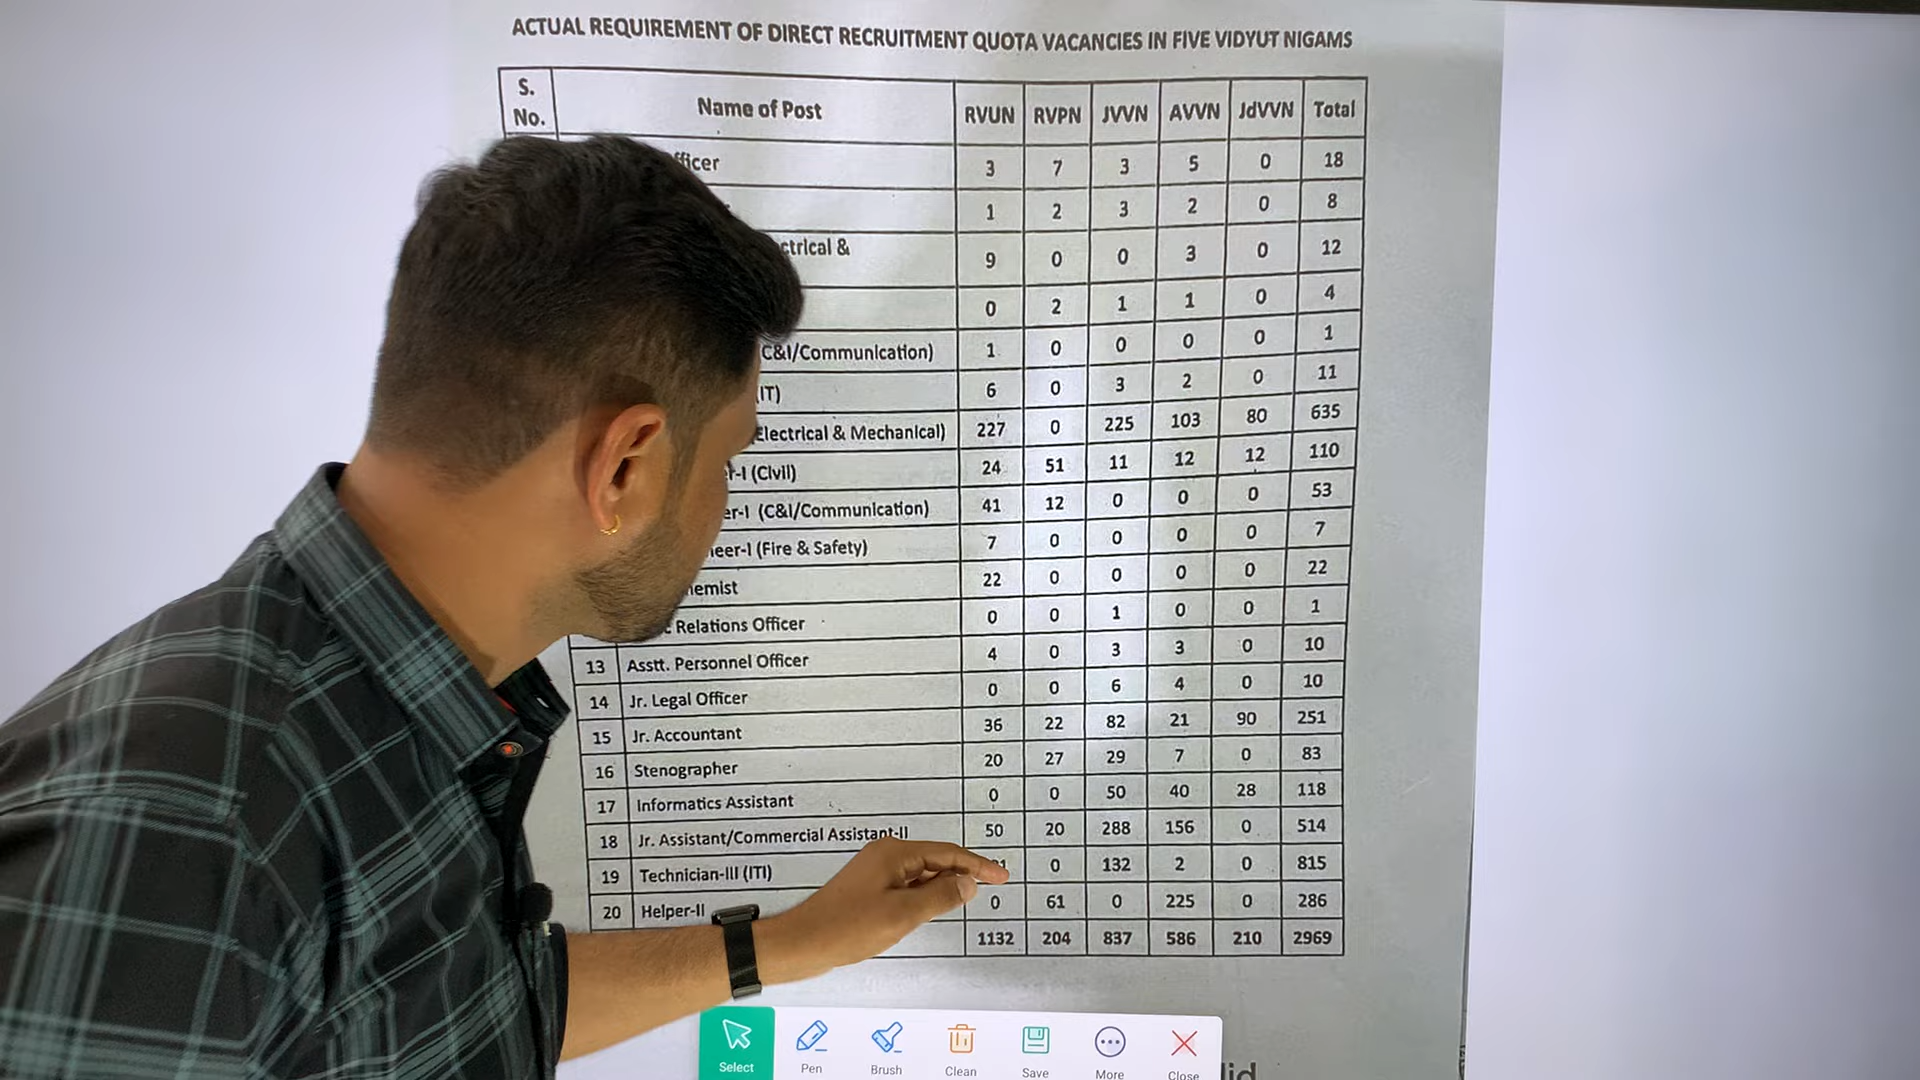 ACTUAL REQUIREMENT OF DIRECT RECRUITMENT QUOTA VACANCIES IN FIVE VIDYUT NIGAMS
S. No. Name of Post RVUN RVPN JVVN AVVN JdVVN Total
3 7 3 5 0 18
1 2 3 2 0 8
& 9 0 0 3 0 12
0 2 1 1 0 4
C&I/Communication) 1 0 0 0 0 1
(IT) 6 0 3 2 0 11
Electrical & Mechanical) 227 0 225 103 80 635
(Civil) 24 51 11 12 12 110
(C&I/Communication) 41 12 0 0 0 53
(Fire & Safety) 7 0 0 0 0 7
22 0 0 0 0 22
Relations Officer 0 0 1 0 0 1
13 Asstt. Personnel Officer 4 0 3 3 0 10
14 Jr. Legal Officer 0 0 6 4 0 10
15 Jr. Accountant 36 22 82 21 90 251
16 Stenographer 20 27 29 7 0 83
17 Informatics Assistant 0 0 50 40 28 118
18 Jr. Assistant/Commercial Assistant-II 50 20 288 156 0 514
19 Technician-III (ITI) 0 132 2 0 815
20 Helper-II 0 61 0 225 0 286
1132 204 837 586 210 2969
Select Pen Brush Clean Save More Close